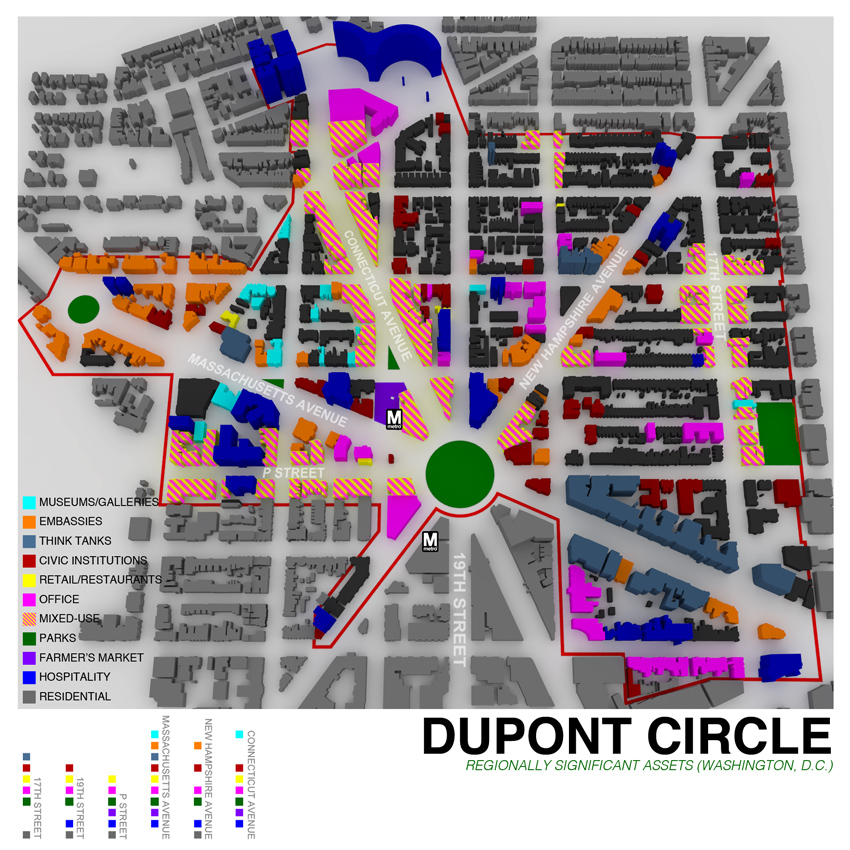 CONNECTICUT AVENUE
NEW HAMPSHIRE AVENUE
17TH STREET
MASSACHUSETTS AVENUE
M
metro
P STREET
M
metro
19TH STREET
MUSEUMS/GALLERIES
EMBASSIES
THINK TANKS
CIVIC INSTITUTIONS
RETAIL/RESTAURANTS
OFFICE
MIXED-USE
PARKS
FARMER'S MARKET
HOSPITALITY
RESIDENTIAL
DUPONT CIRCLE
REGIONALLY SIGNIFICANT ASSETS (WASHINGTON, D.C.)
17TH STREET
19TH STREET
P STREET
MASSACHUSETTS AVENUE
NEW HAMPSHIRE AVENUE
CONNECTICUT AVENUE